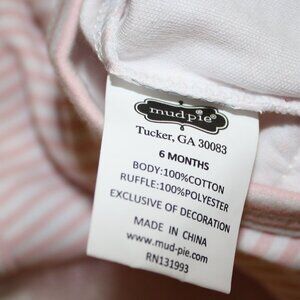 mudpie®
Tucker, GA 30083
6 MONTHS
BODY:100%COTTON
RUFFLE:100%POLYESTER
EXCLUSIVE OF DECORATION
MADE IN CHINA
www.mud-pie.com
RN131993